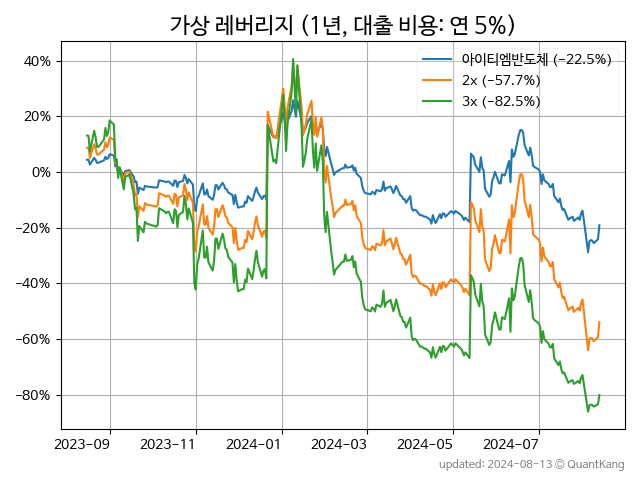 가상 레버리지 (1년, 대출 비용: 연 5%)
아이티엠반도체 (−22.5%)
2x (−57.7%)
3x (−82.5%)
40%
20%
0%
−20%
−40%
−60%
−80%
2023-09 2023-11 2024-01 2024-03 2024-05 2024-07
updated: 2024-08-13 © QuantKang